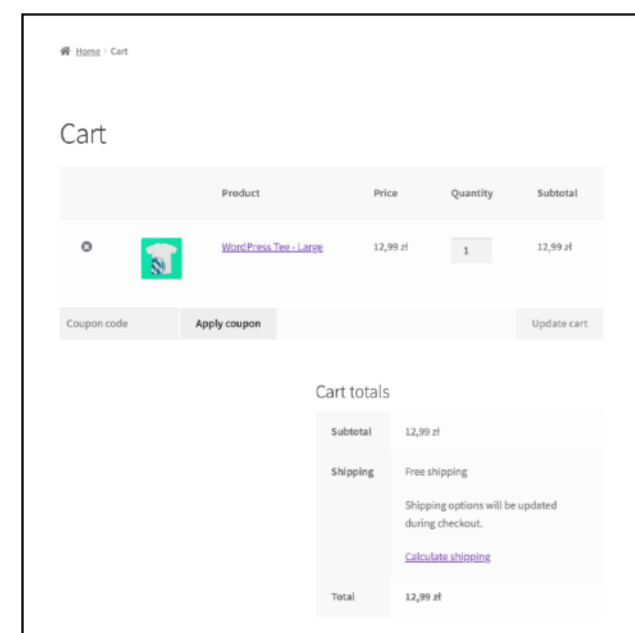 Home › Cart
Cart
Product Price Quantity Subtotal
WordPress Tee - Large 12,99 zł 1 12,99 zł
Coupon code Apply coupon Update cart
Cart totals
Subtotal 12,99 zł
Shipping Free shipping
Shipping options will be updated
during checkout.
Calculate shipping
Total 12,99 zł